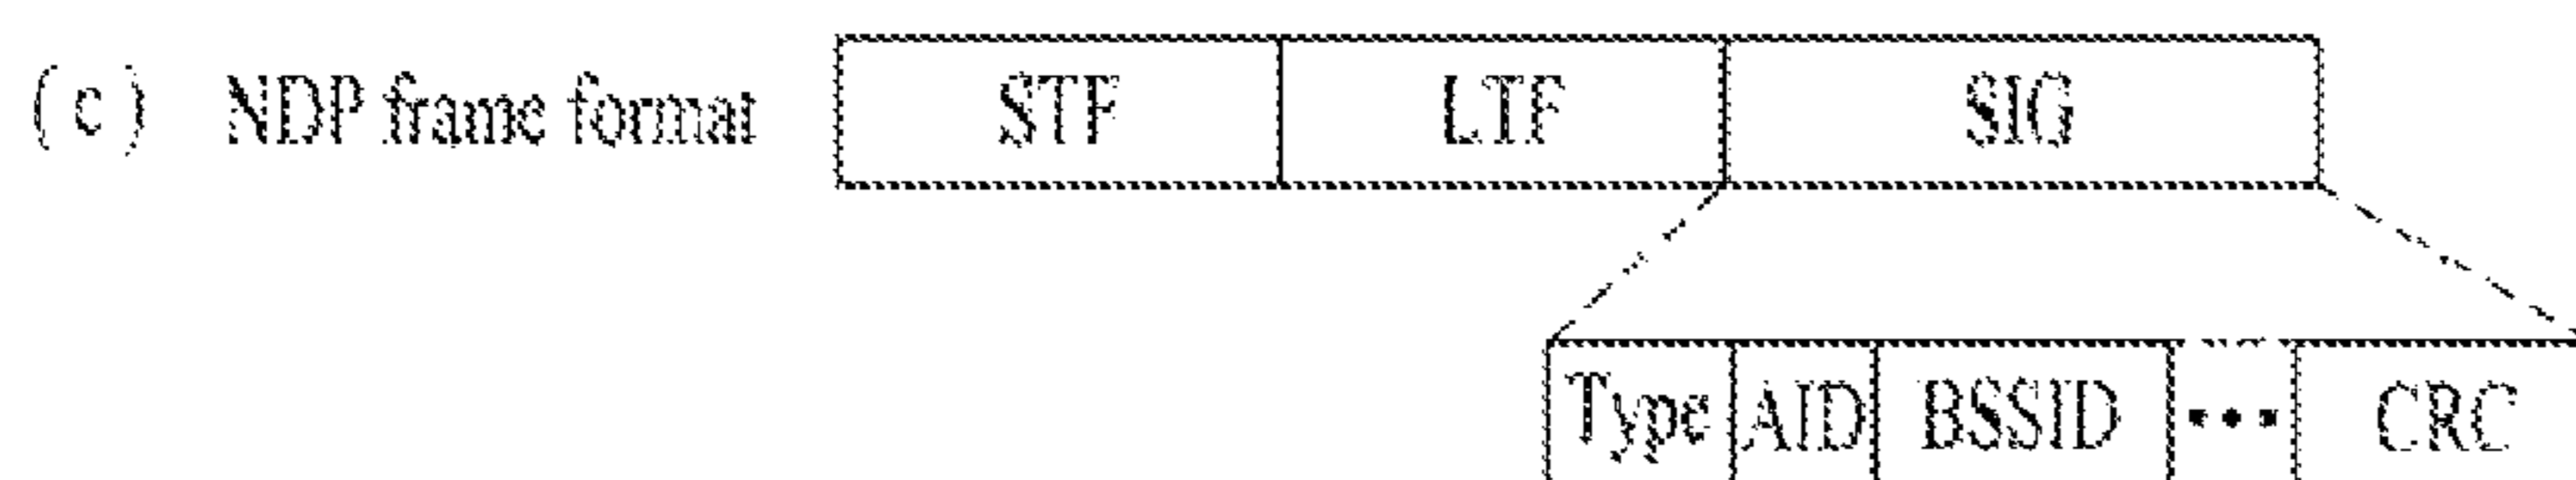 (c) NDP frame format STF LTF SIG
Type AID BSSID ••• CRC